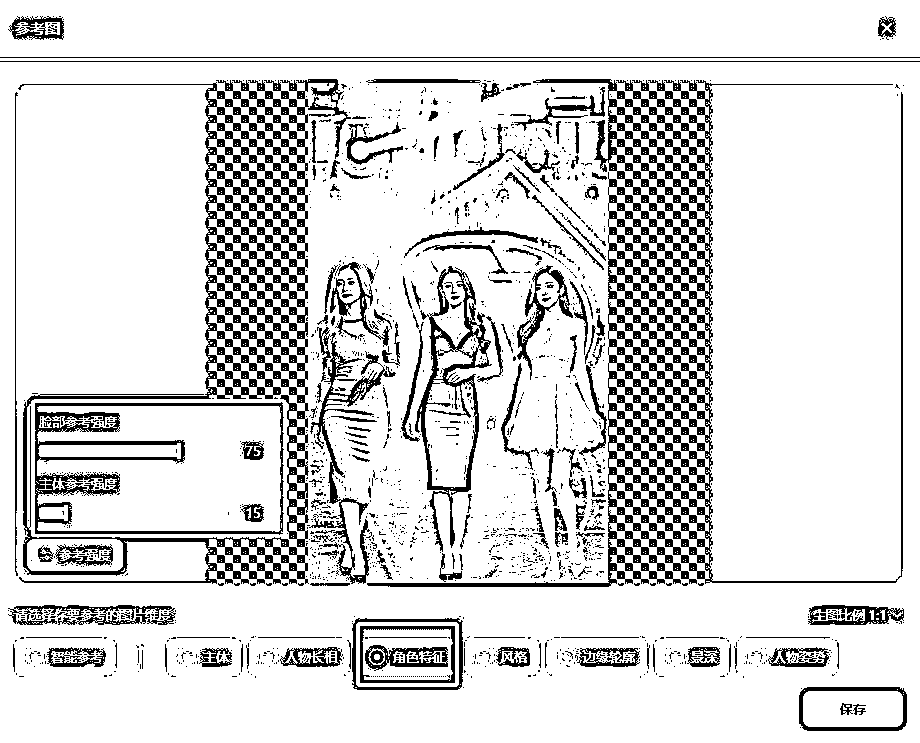 参考图
脸部参考强度
75
主体参考强度
15
参考强度
请选择你要参考的图片维度
生图比例 1:1
智能参考
主体
人物长相
角色特征
风格
边缘轮廓
景深
人物姿势
保存